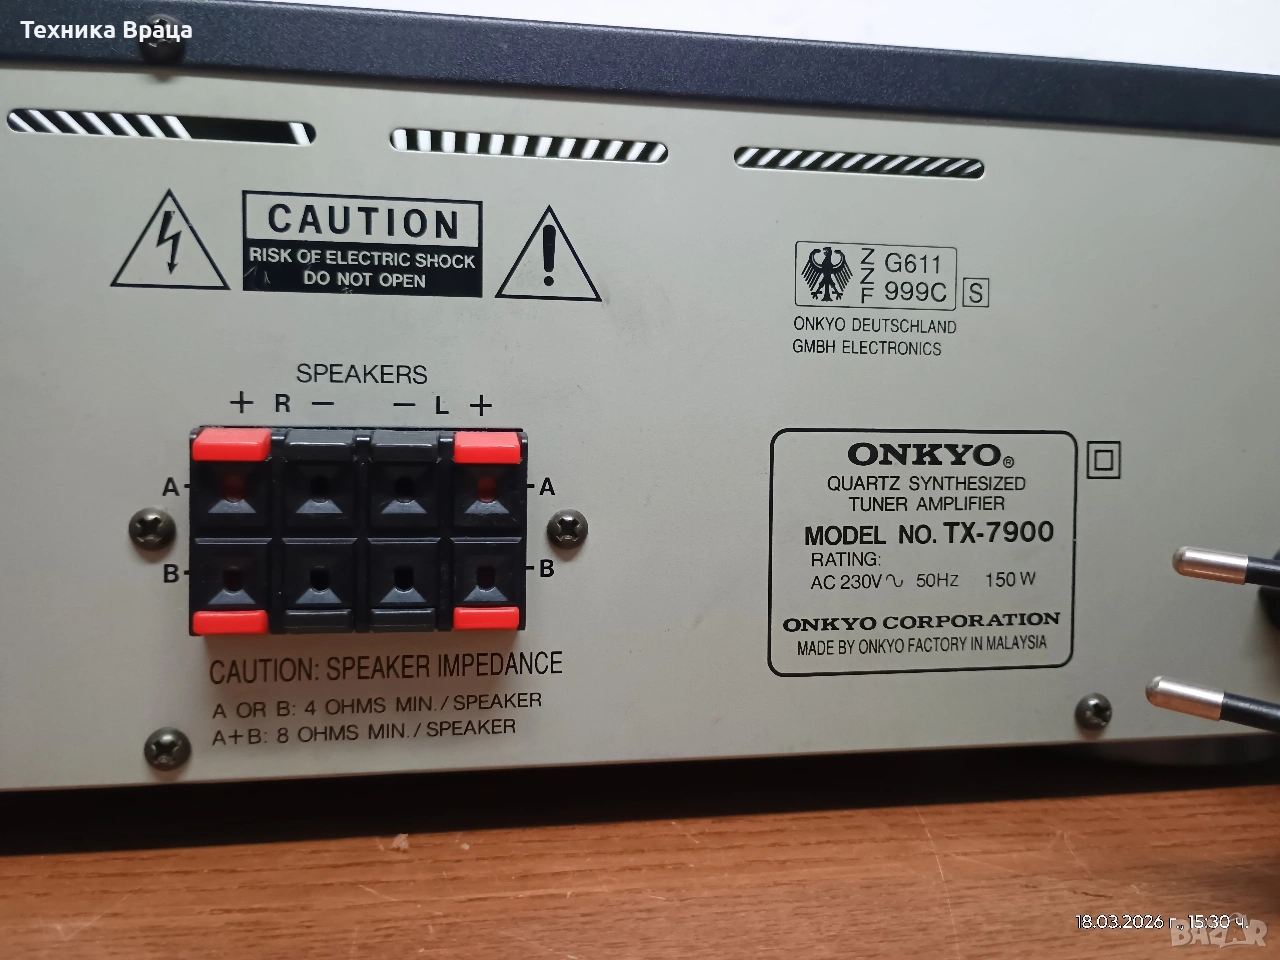 Техника Враца
CAUTION
RISK OF ELECTRIC SHOCK
DO NOT OPEN
Z
Z
F
G611
999C
S
ONKYO DEUTSCHLAND
GMBH ELECTRONICS
SPEAKERS
+ R − − L +
A A
B B
CAUTION: SPEAKER IMPEDANCE
A OR B: 4 OHMS MIN./SPEAKER
A+B: 8 OHMS MIN./SPEAKER
ONKYO®
QUARTZ SYNTHESIZED
TUNER AMPLIFIER
MODEL NO. TX-7900
RATING:
AC 230V ∿ 50Hz 150 W
ONKYO CORPORATION
MADE BY ONKYO FACTORY IN MALAYSIA
18.03.2026 г., 15:30 ч.
BAZAR